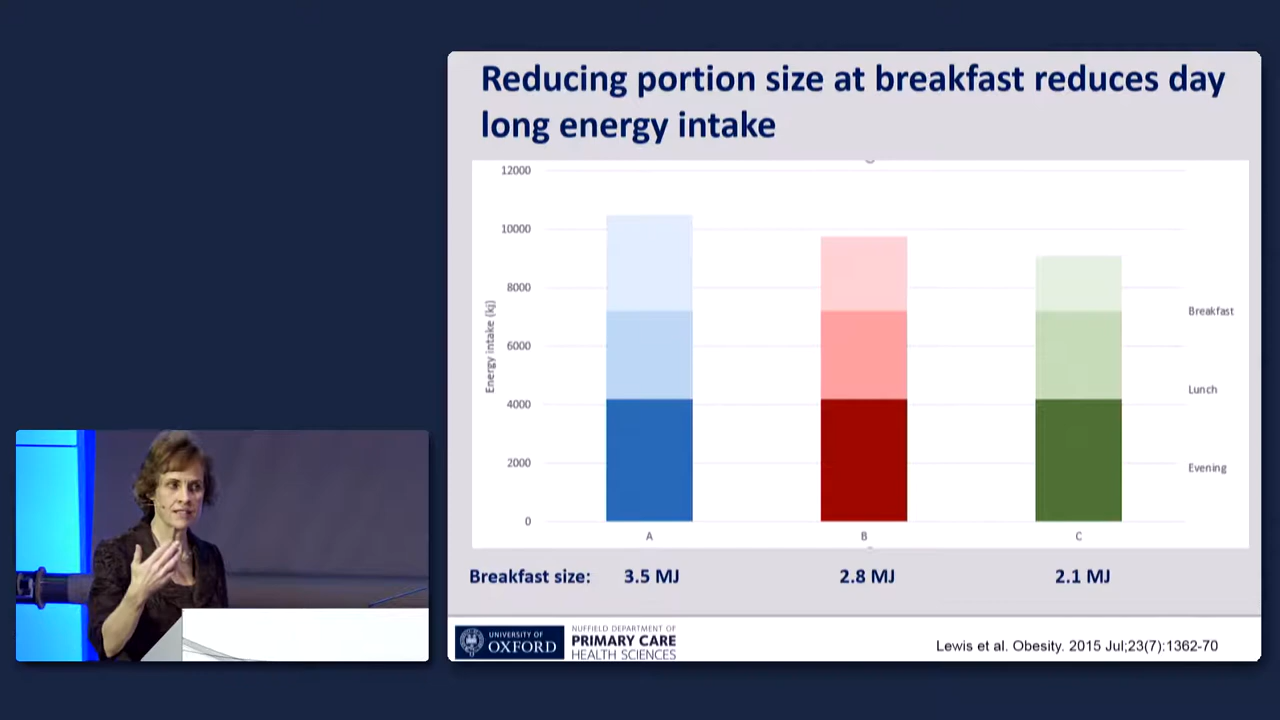 Reducing portion size at breakfast reduces day
long energy intake
12000
10000
8000
6000
4000
2000
0
Energy intake (kj)
Breakfast
Lunch
Evening
A B C
Breakfast size: 3.5 MJ 2.8 MJ 2.1 MJ
UNIVERSITY OF
OXFORD
NUFFIELD DEPARTMENT OF
PRIMARY CARE
HEALTH SCIENCES
Lewis et al. Obesity. 2015 Jul;23(7):1362-70